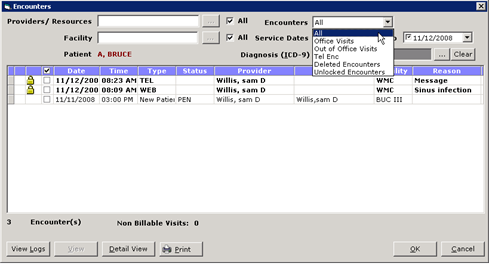 Encounters
Providers/ Resources ... All Encounters All
Facility ... All Service Dates 11/12/2008
All
Office Visits
Out of Office Visits
Tel Enc
Deleted Encounters
Unlocked Encounters
Patient A, BRUCE Diagnosis (ICD-9) ... Clear
Date Time Type Status Provider Reason
11/12/200 08:23 AM TEL Willis, sam D WMC Message
11/12/200 08:09 AM WEB Willis, sam D WMC Sinus infection
11/11/2008 03:00 PM New Patie PEN Willis, sam D Willis,sam D BUC III
3 Encounter(s) Non Billable Visits: 0
View Logs View Detail View Print OK Cancel